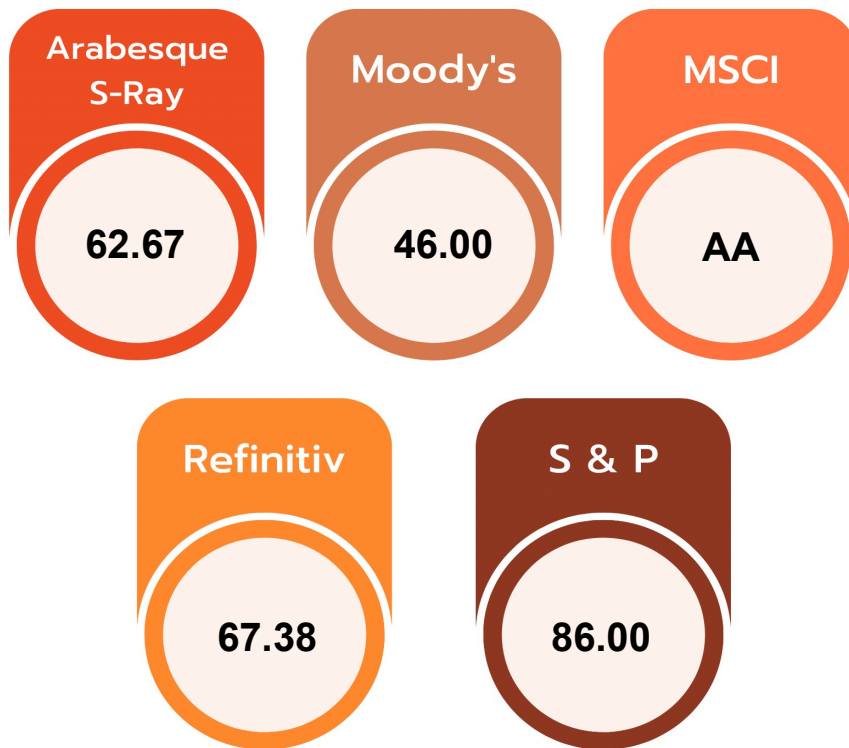 Arabesque
S-Ray
Moody's
MSCI
62.67
46.00
AA
Refinitiv
S & P
67.38
86.00